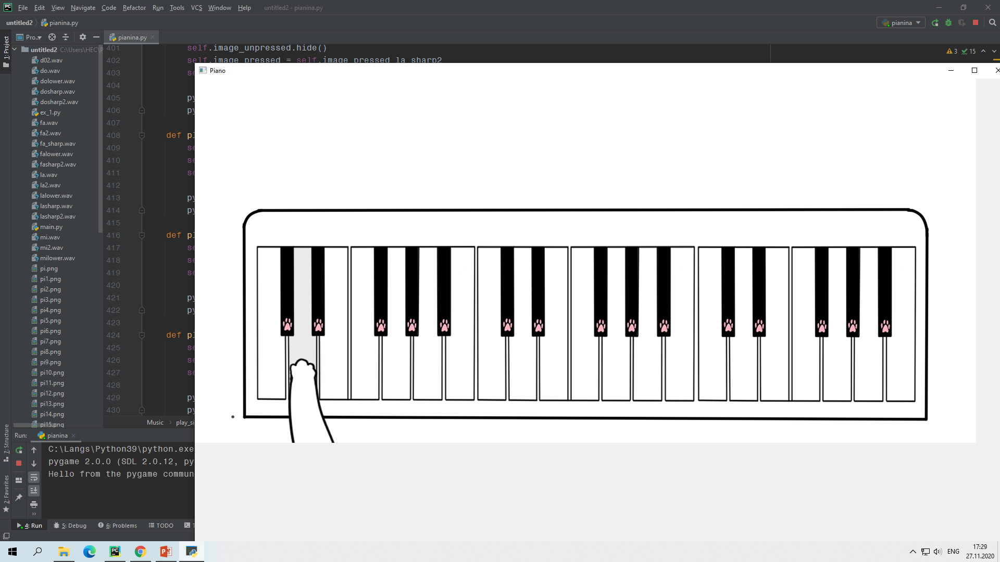 PC File Edit View Navigate Code Refactor Run Tools VCS Window Help untitled2 - pianina.py
untitled2 pianina.py pianina
1: Project
Pro.. pianina.py
untitled2 C:\Users\HEC\P
d02.wav
do.wav
dolower.wav
dosharp.wav
dosharp2.wav
ex_1.py
fa.wav
fa2.wav
fa_sharp.wav
falower.wav
fasharp2.wav
la.wav
la2.wav
lalower.wav
lasharp.wav
lasharp2.wav
main.py
mi.wav
mi2.wav
milower.wav
pi.png
pi1.png
pi2.png
pi3.png
pi4.png
pi5.png
pi6.png
pi7.png
pi8.png
pi9.png
pi10.png
pi11.png
pi12.png
pi13.png
pi14.png
pi15.png
401 self.image_unpressed.hide()
402 self.image_pressed = self.image_pressed_la_sharp2
403 se
404
405 py
406 py
407
408 def pl
409 se
410 se
411 se
412
413 py
414 py
415
416 def pl
417 se
418 se
419 se
420
421 py
422 py
423
424 def pl
425 se
426 se
427 se
428
429 py
430 py
3 15
Music play_si
Piano
7: Structure
2: Favorites
Run: pianina
C:\Langs\Python39\python.exe
pygame 2.0.0 (SDL 2.0.12, py
Hello from the pygame commun
4: Run 5: Debug 6: Problems TODO T
PC
ENG
17:29
27.11.2020